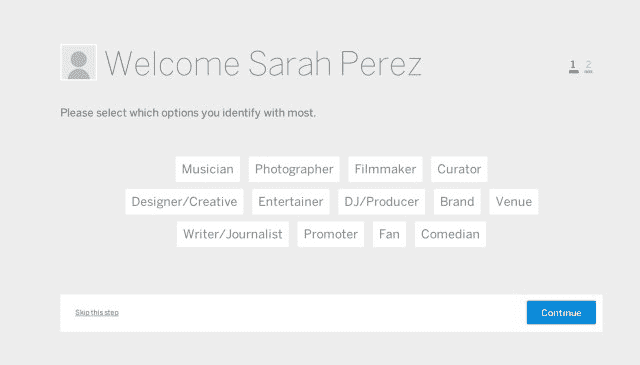 Welcome Sarah Perez
1 2
Please select which options you identify with most.
Musician Photographer Filmmaker Curator
Designer/Creative Entertainer DJ/Producer Brand Venue
Writer/Journalist Promoter Fan Comedian
Skip this step Continue